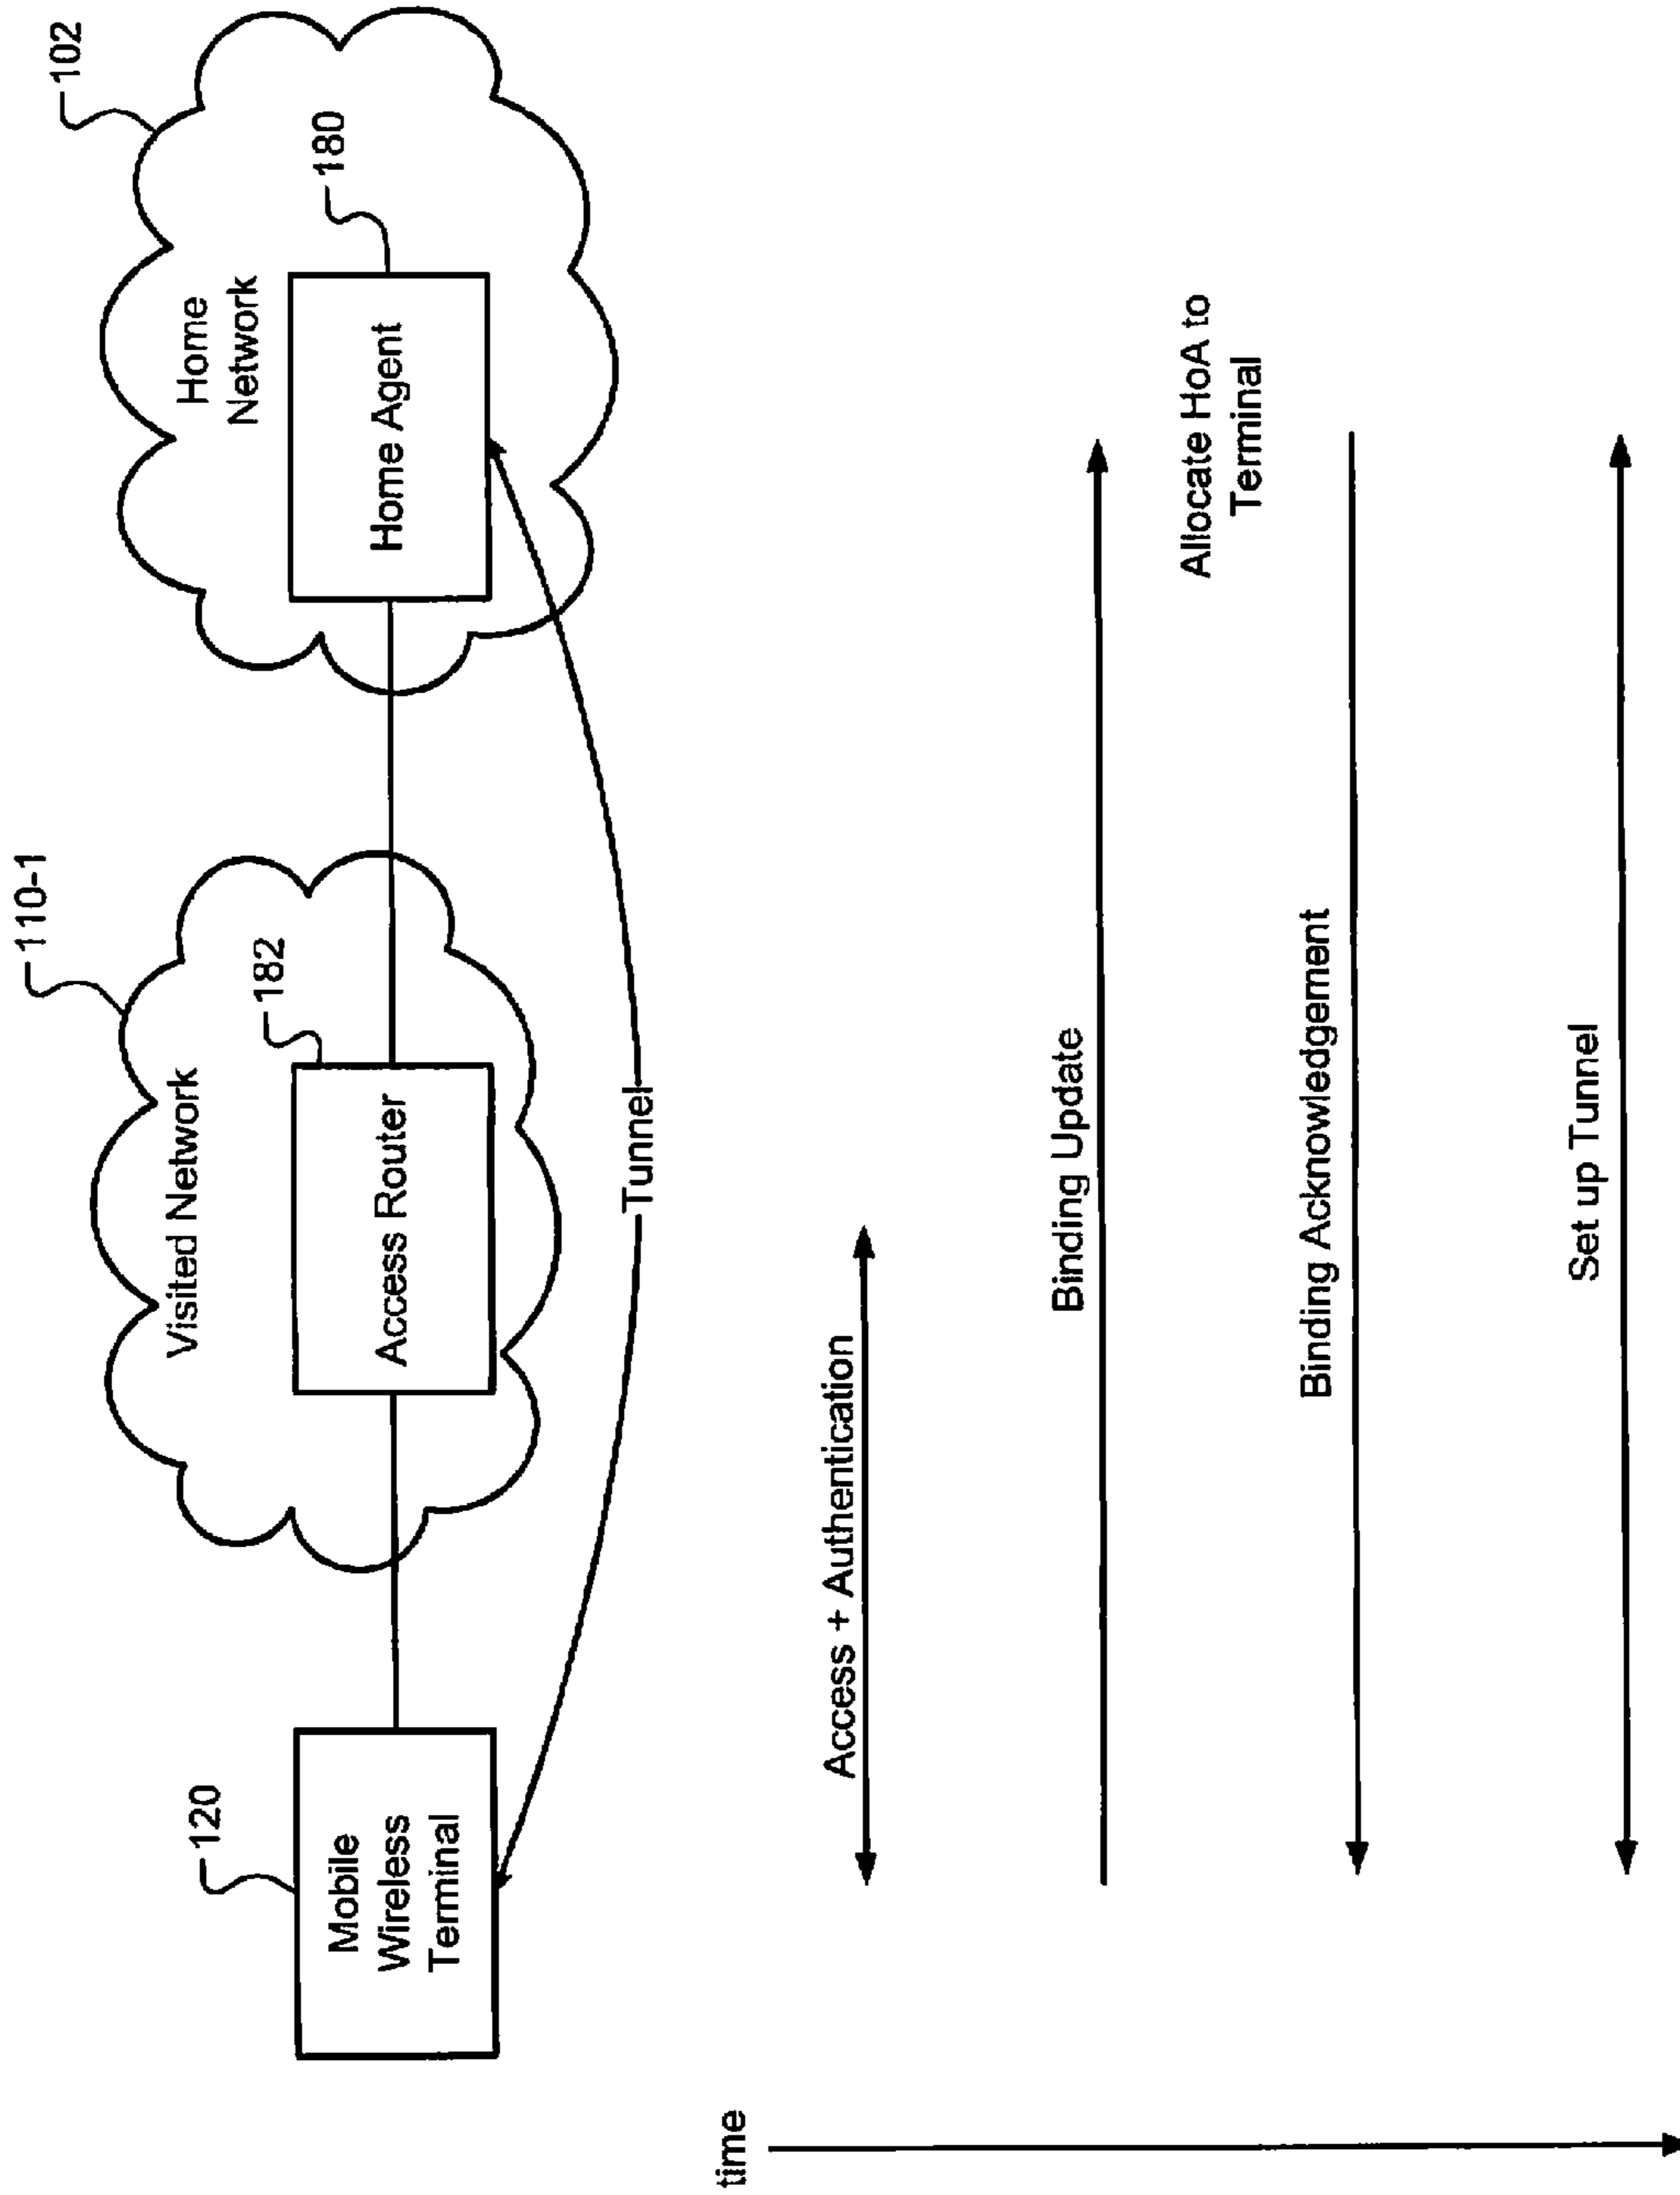 102
Home
Network
180
Home Agent
110-1
Visited Network
182
Access Router
120
Mobile
Wireless
Terminal
Tunnel
time
Access + Authentication
Binding Update
Allocate HoA to
Terminal
Binding Acknowledgement
Set up Tunnel